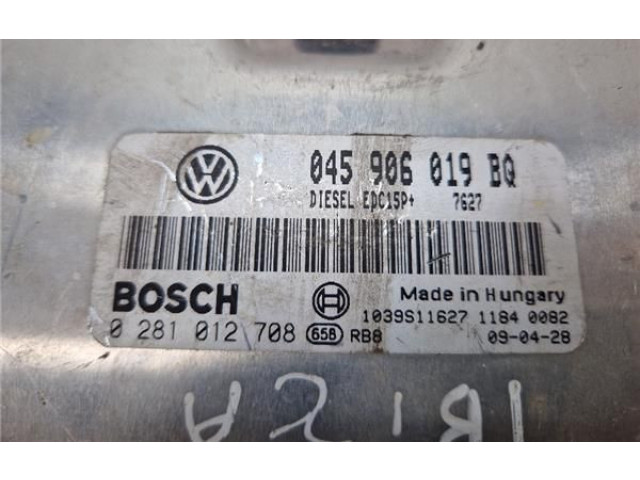 045 906 019 BQ
DIESEL EDC15P+ 7627
BOSCH
Made in Hungary
0 281 012 708 658 RB8 1039S11627 1184 0082
09-04-28
IBIZA